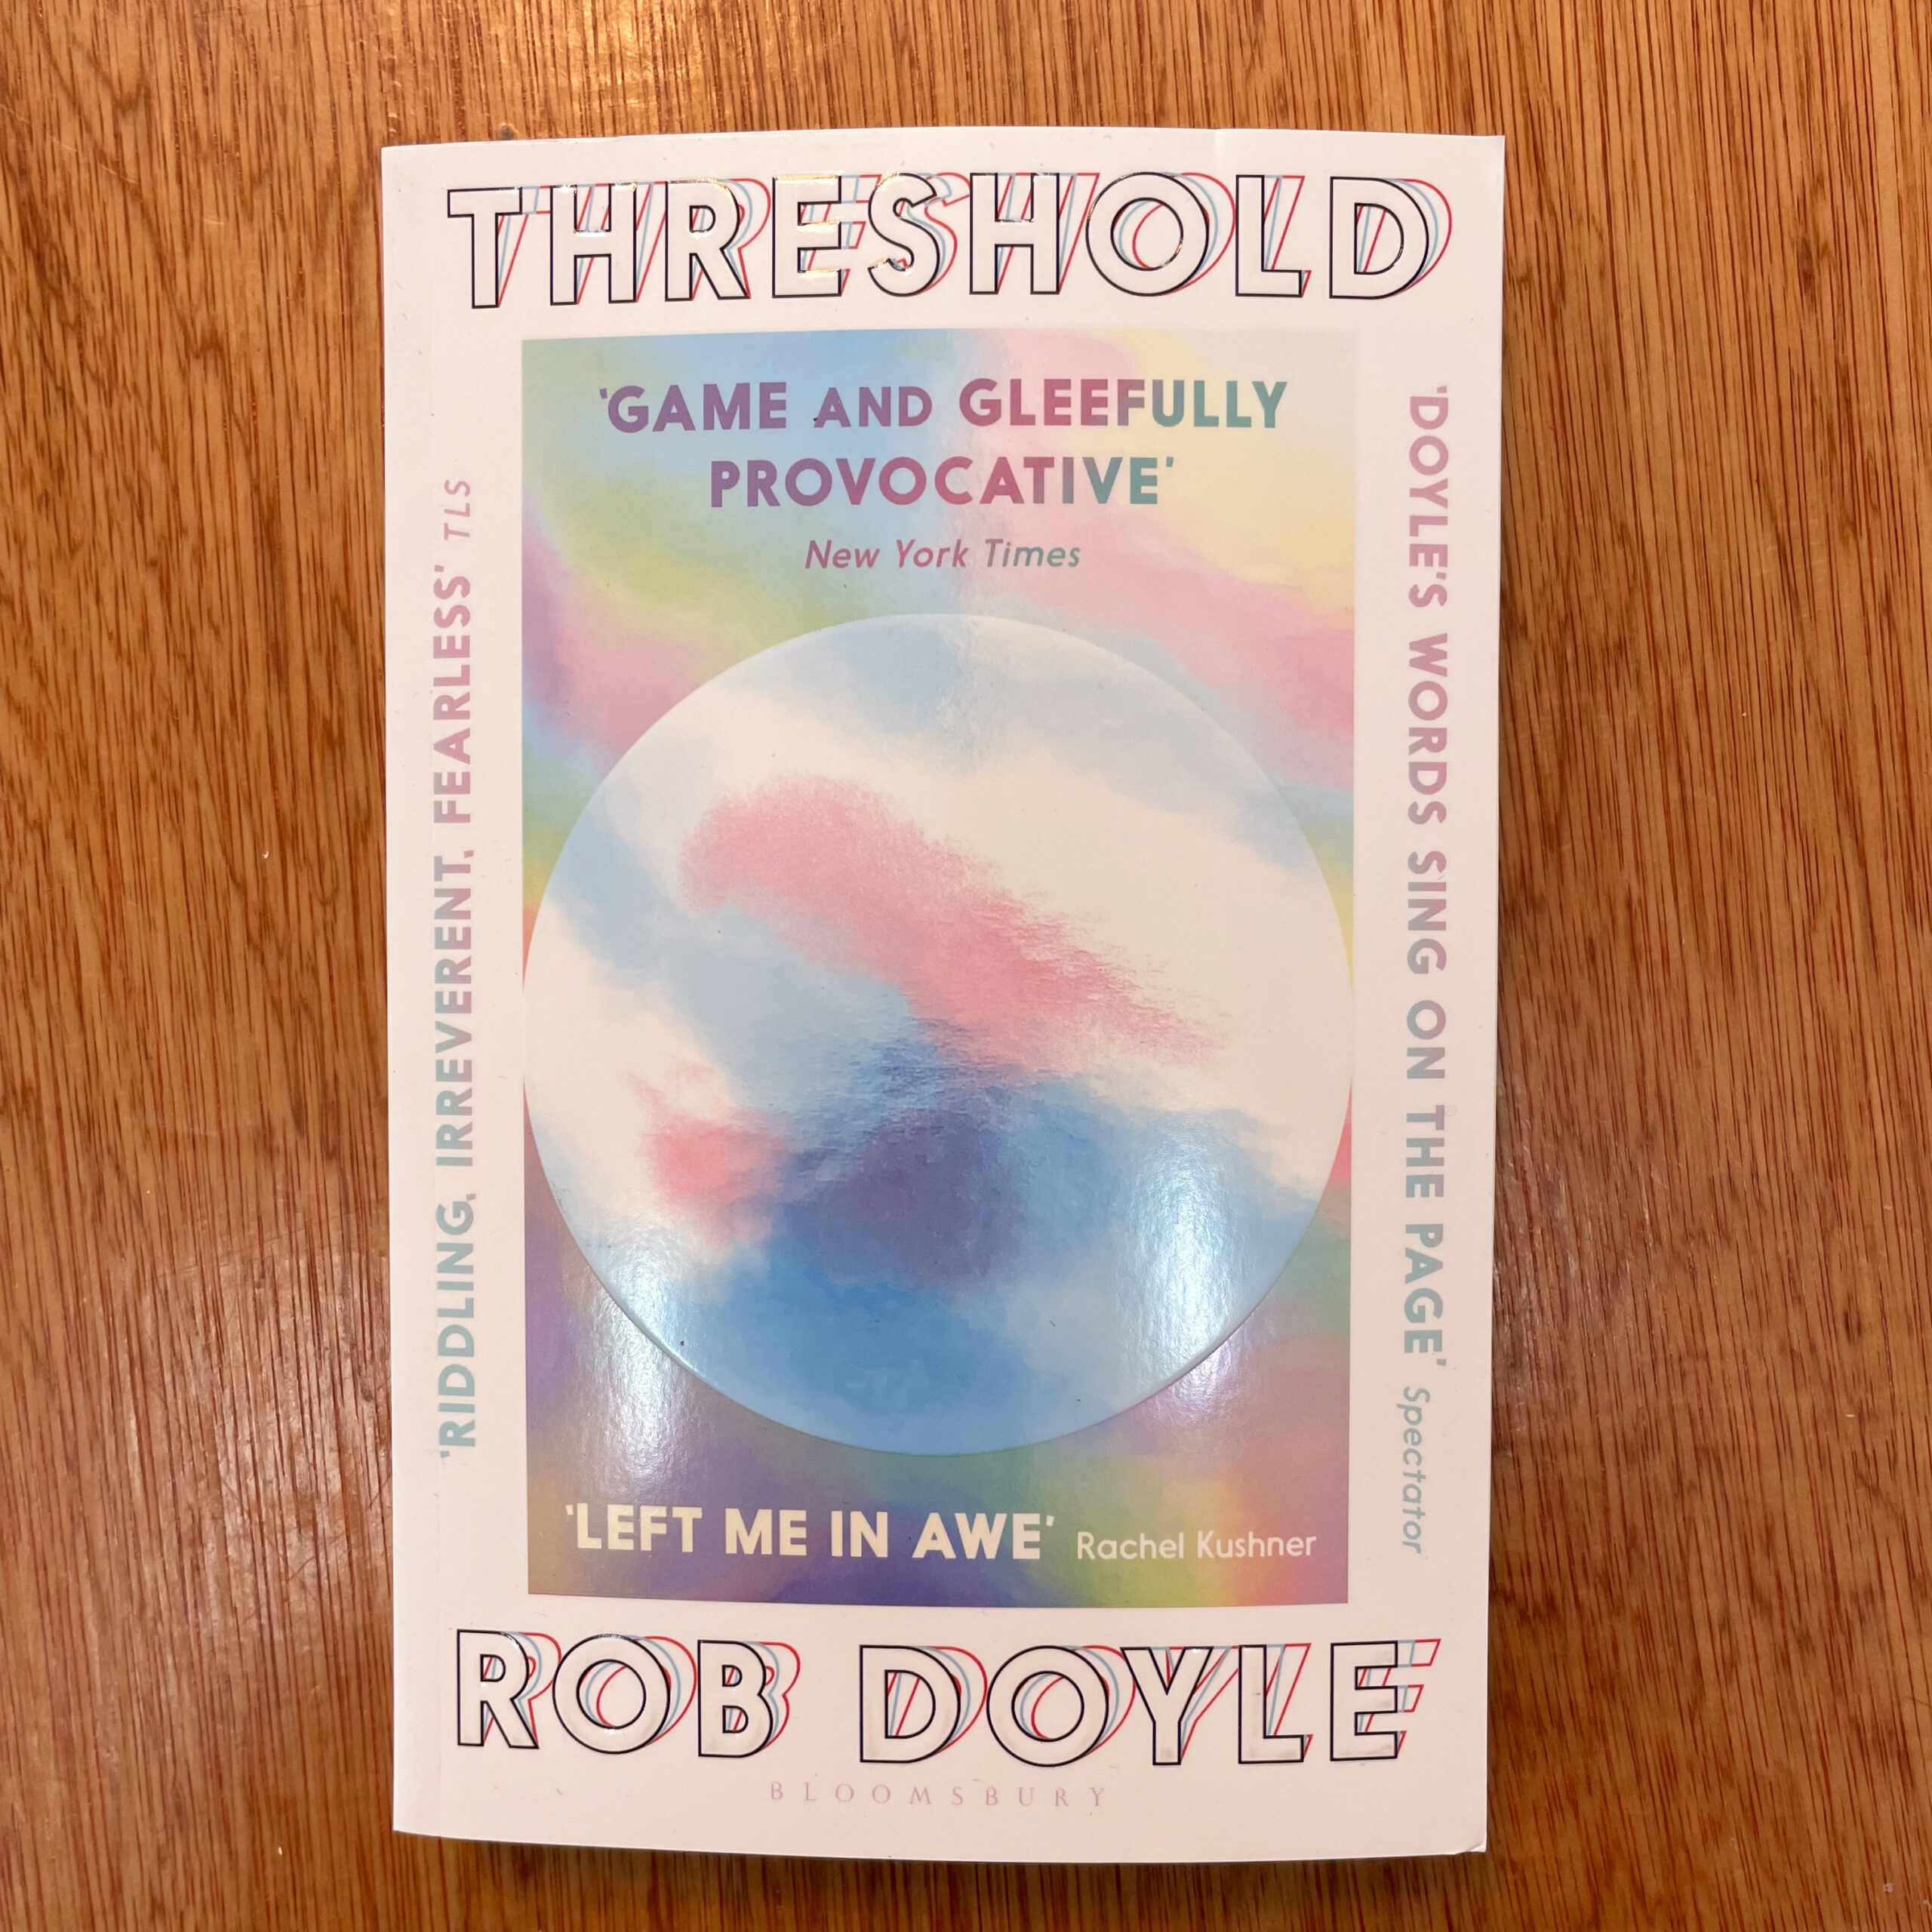 THRESHOLD
'GAME AND GLEEFULLY
PROVOCATIVE'
New York Times
'RIDDLING. IRREVERENT. FEARLESS' TLS
'DOYLE'S WORDS SING ON THE PAGE' Spectator
'LEFT ME IN AWE' Rachel Kushner
ROB DOYLE
BLOOMSBURY